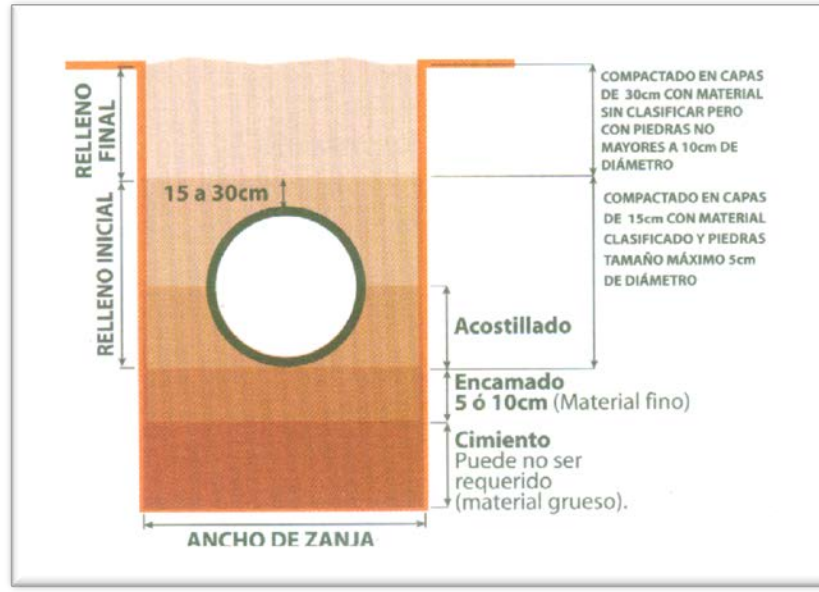 RELLENO
FINAL
RELLENO INICIAL
15 a 30cm
COMPACTADO EN CAPAS
DE 30cm CON MATERIAL
SIN CLASIFICAR PERO
CON PIEDRAS NO
MAYORES A 10cm DE
DIÁMETRO
COMPACTADO EN CAPAS
DE 15cm CON MATERIAL
CLASIFICADO Y PIEDRAS
TAMAÑO MÁXIMO 5cm
DE DIÁMETRO
Acostillado
Encamado
5 ó 10cm (Material fino)
Cimiento
Puede no ser
requerido
(material grueso).
ANCHO DE ZANJA